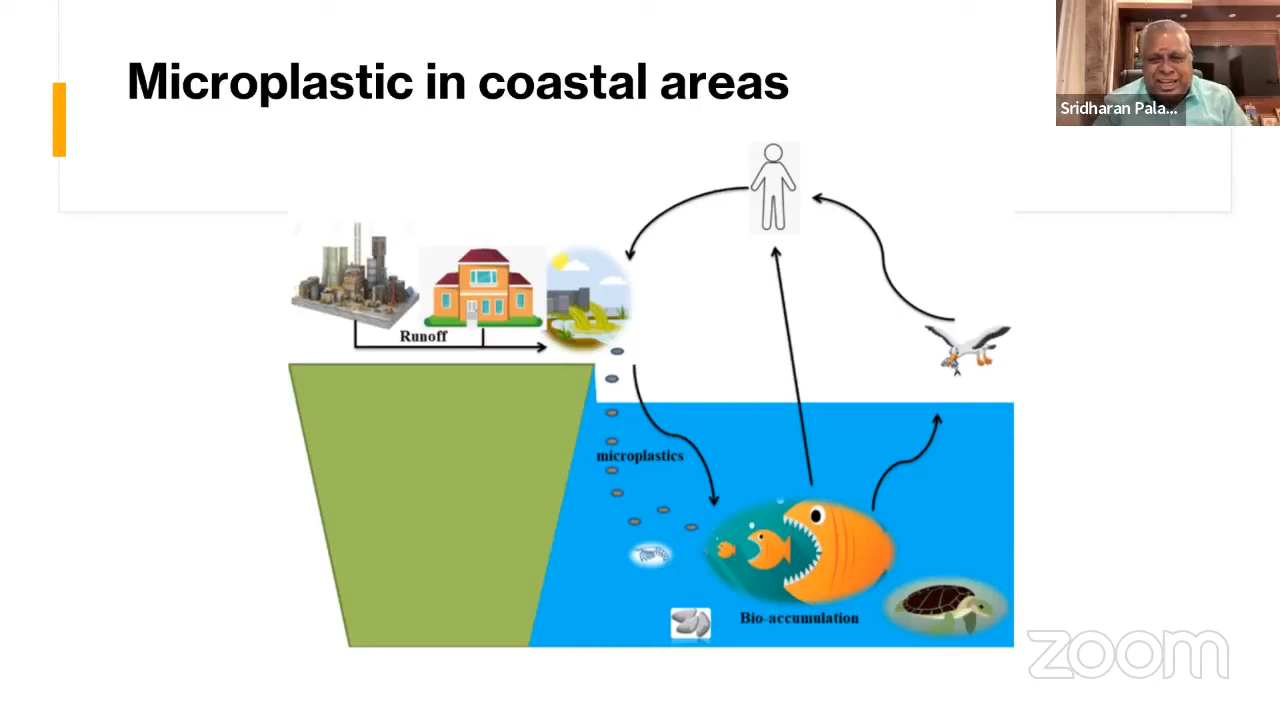 Microplastic in coastal areas
Sridharan Pala...
Runoff
microplastics
Bio-accumulation
zoom